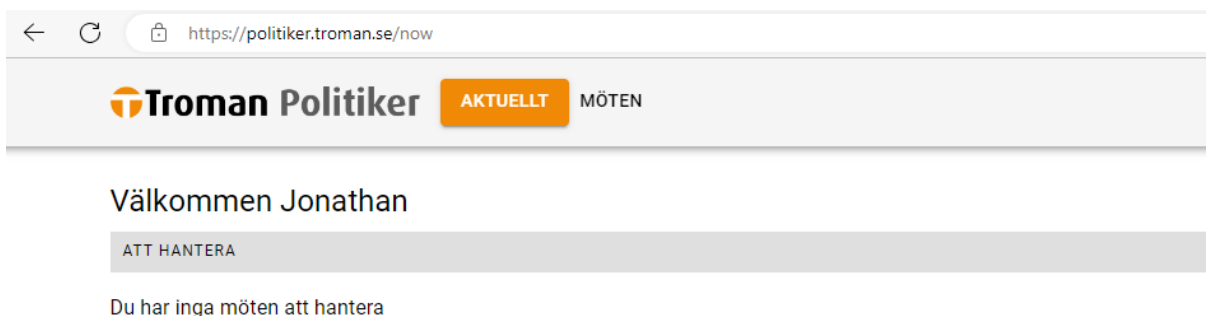 https://politiker.troman.se/now
Troman Politiker AKTUELLT MÖTEN
Välkommen Jonathan
ATT HANTERA
Du har inga möten att hantera